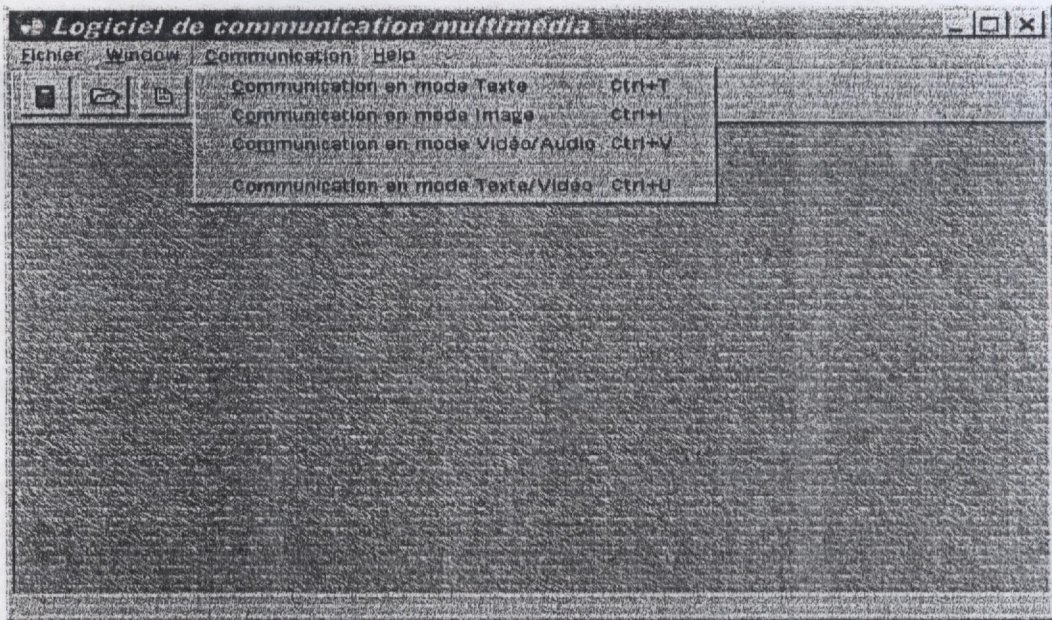 Logiciel de communication multimédia
Fichier Window Communication Help
Communication en mode Texte Ctrl+T
Communication en mode Image Ctrl+I
Communication en mode Vidéo/Audio Ctrl+V
Communication en mode Texte/Vidéo Ctrl+U